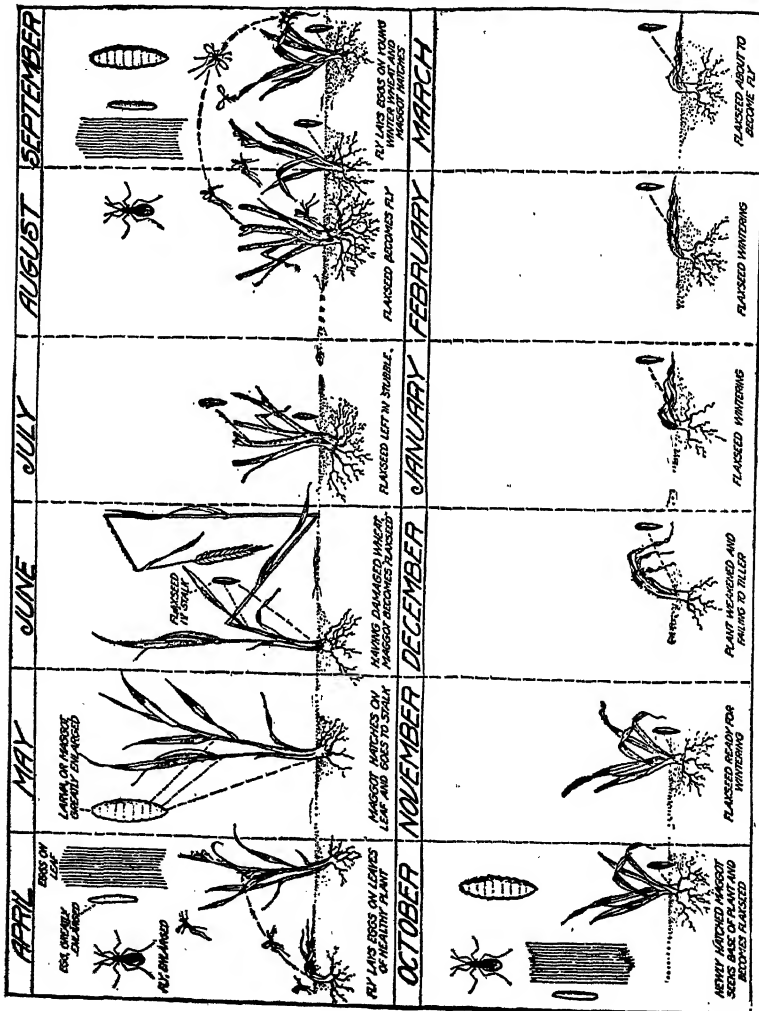 APRIL
MAY
JUNE
JULY
AUGUST
SEPTEMBER
EGG, GREATLY
ENLARGED
EGGS ON
LEAF
FLY, ENLARGED
FLY LAYS EGGS ON LEAVES
OF HEALTHY PLANT
LARVA, OR MAGGOT,
GREATLY ENLARGED
MAGGOT HATCHES ON
LEAF AND GOES TO STALK
FLAXSEED
IN STALK
HAVING DAMAGED WHEAT,
MAGGOT BECOMES FLAXSEED
FLAXSEED LEFT IN STUBBLE.
FLAXSEED BECOMES FLY
FLY LAYS EGGS ON YOUNG
WINTER WHEAT AND
MAGGOT HATCHES
OCTOBER
NOVEMBER
DECEMBER
JANUARY
FEBRUARY
MARCH
NEWLY HATCHED MAGGOT
SEEKS BASE OF PLANT AND
BECOMES FLAXSEED
FLAXSEED READY FOR
WINTERING
PLANT WEAKENED AND
FAILING TO TILLER
FLAXSEED WINTERING
FLAXSEED WINTERING
FLAXSEED ABOUT TO
BECOME FLY